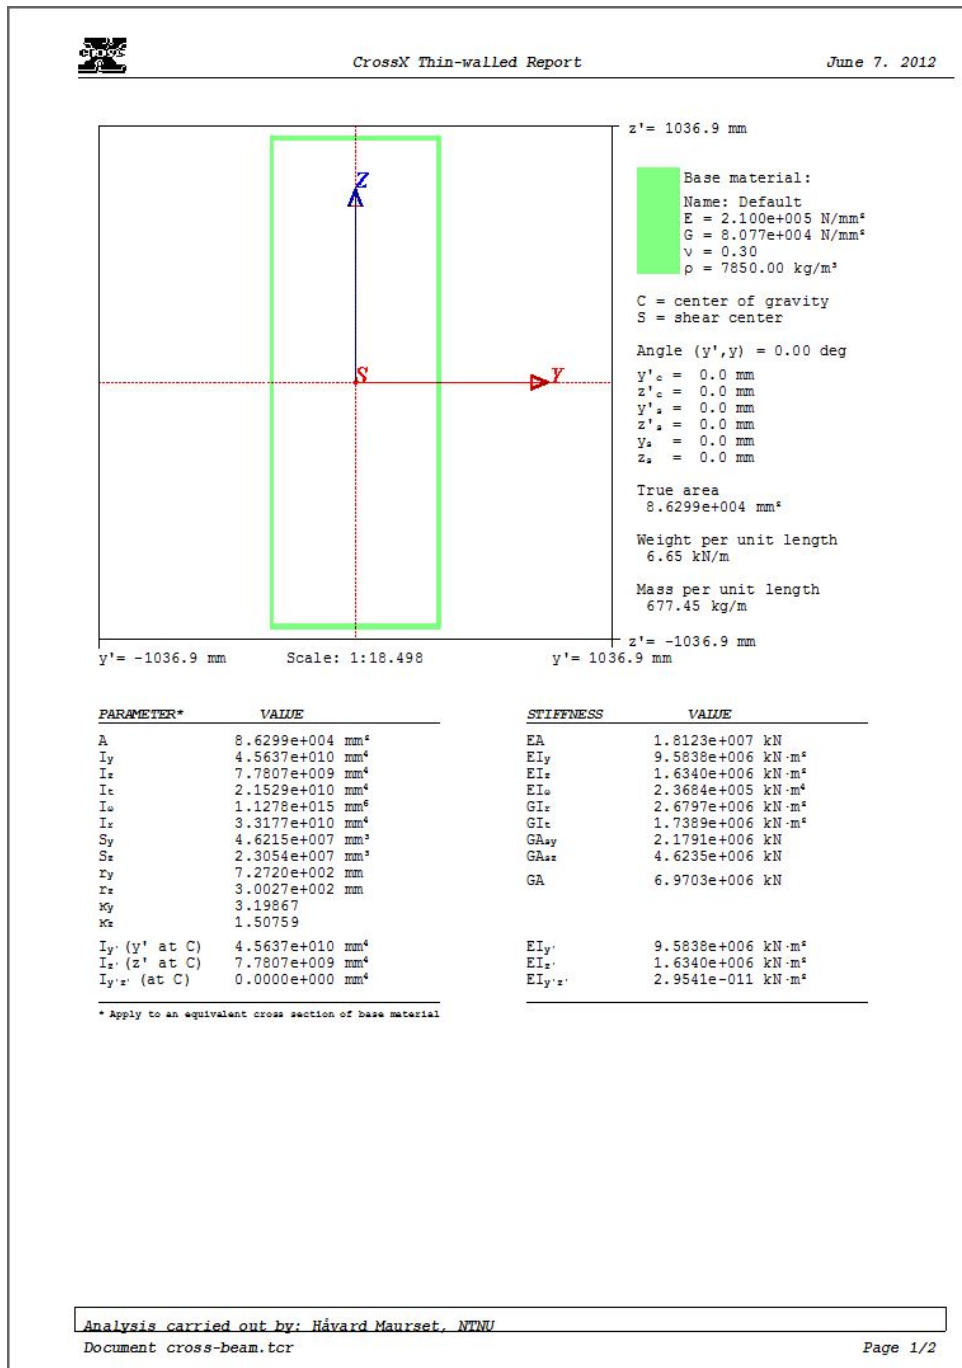 CROSS X
CrossX Thin-walled Report June 7. 2012
z'= 1036.9 mm
Z
S Y
Base material:
Name: Default
E = 2.100e+005 N/mm²
G = 8.077e+004 N/mm²
ν = 0.30
ρ = 7850.00 kg/m³
C = center of gravity
S = shear center
Angle (y',y) = 0.00 deg
y'c = 0.0 mm
z'c = 0.0 mm
y's = 0.0 mm
z's = 0.0 mm
ys = 0.0 mm
zs = 0.0 mm
True area
8.6299e+004 mm²
Weight per unit length
6.65 kN/m
Mass per unit length
677.45 kg/m
z'= -1036.9 mm
y'= -1036.9 mm Scale: 1:18.498 y'= 1036.9 mm
PARAMETER* VALUE
A 8.6299e+004 mm²
Iy 4.5637e+010 mm⁴
Iz 7.7807e+009 mm⁴
It 2.1529e+010 mm⁴
Iω 1.1278e+015 mm⁶
Ir 3.3177e+010 mm⁴
Sy 4.6215e+007 mm³
Sz 2.3054e+007 mm³
ry 7.2720e+002 mm
rz 3.0027e+002 mm
κy 3.19867
κz 1.50759
Iy' (y' at C) 4.5637e+010 mm⁴
Iz' (z' at C) 7.7807e+009 mm⁴
Iy'z' (at C) 0.0000e+000 mm⁴
* Apply to an equivalent cross section of base material
STIFFNESS VALUE
EA 1.8123e+007 kN
EIy 9.5838e+006 kN·m²
EIz 1.6340e+006 kN·m²
EIω 2.3684e+005 kN·m⁴
GIr 2.6797e+006 kN·m²
GIt 1.7389e+006 kN·m²
GAsy 2.1791e+006 kN
GAsz 4.6235e+006 kN
GA 6.9703e+006 kN
EIy' 9.5838e+006 kN·m²
EIz' 1.6340e+006 kN·m²
EIy'z' 2.9541e-011 kN·m²
Analysis carried out by: Håvard Maurset, NTNU
Document cross-beam.tcr Page 1/2